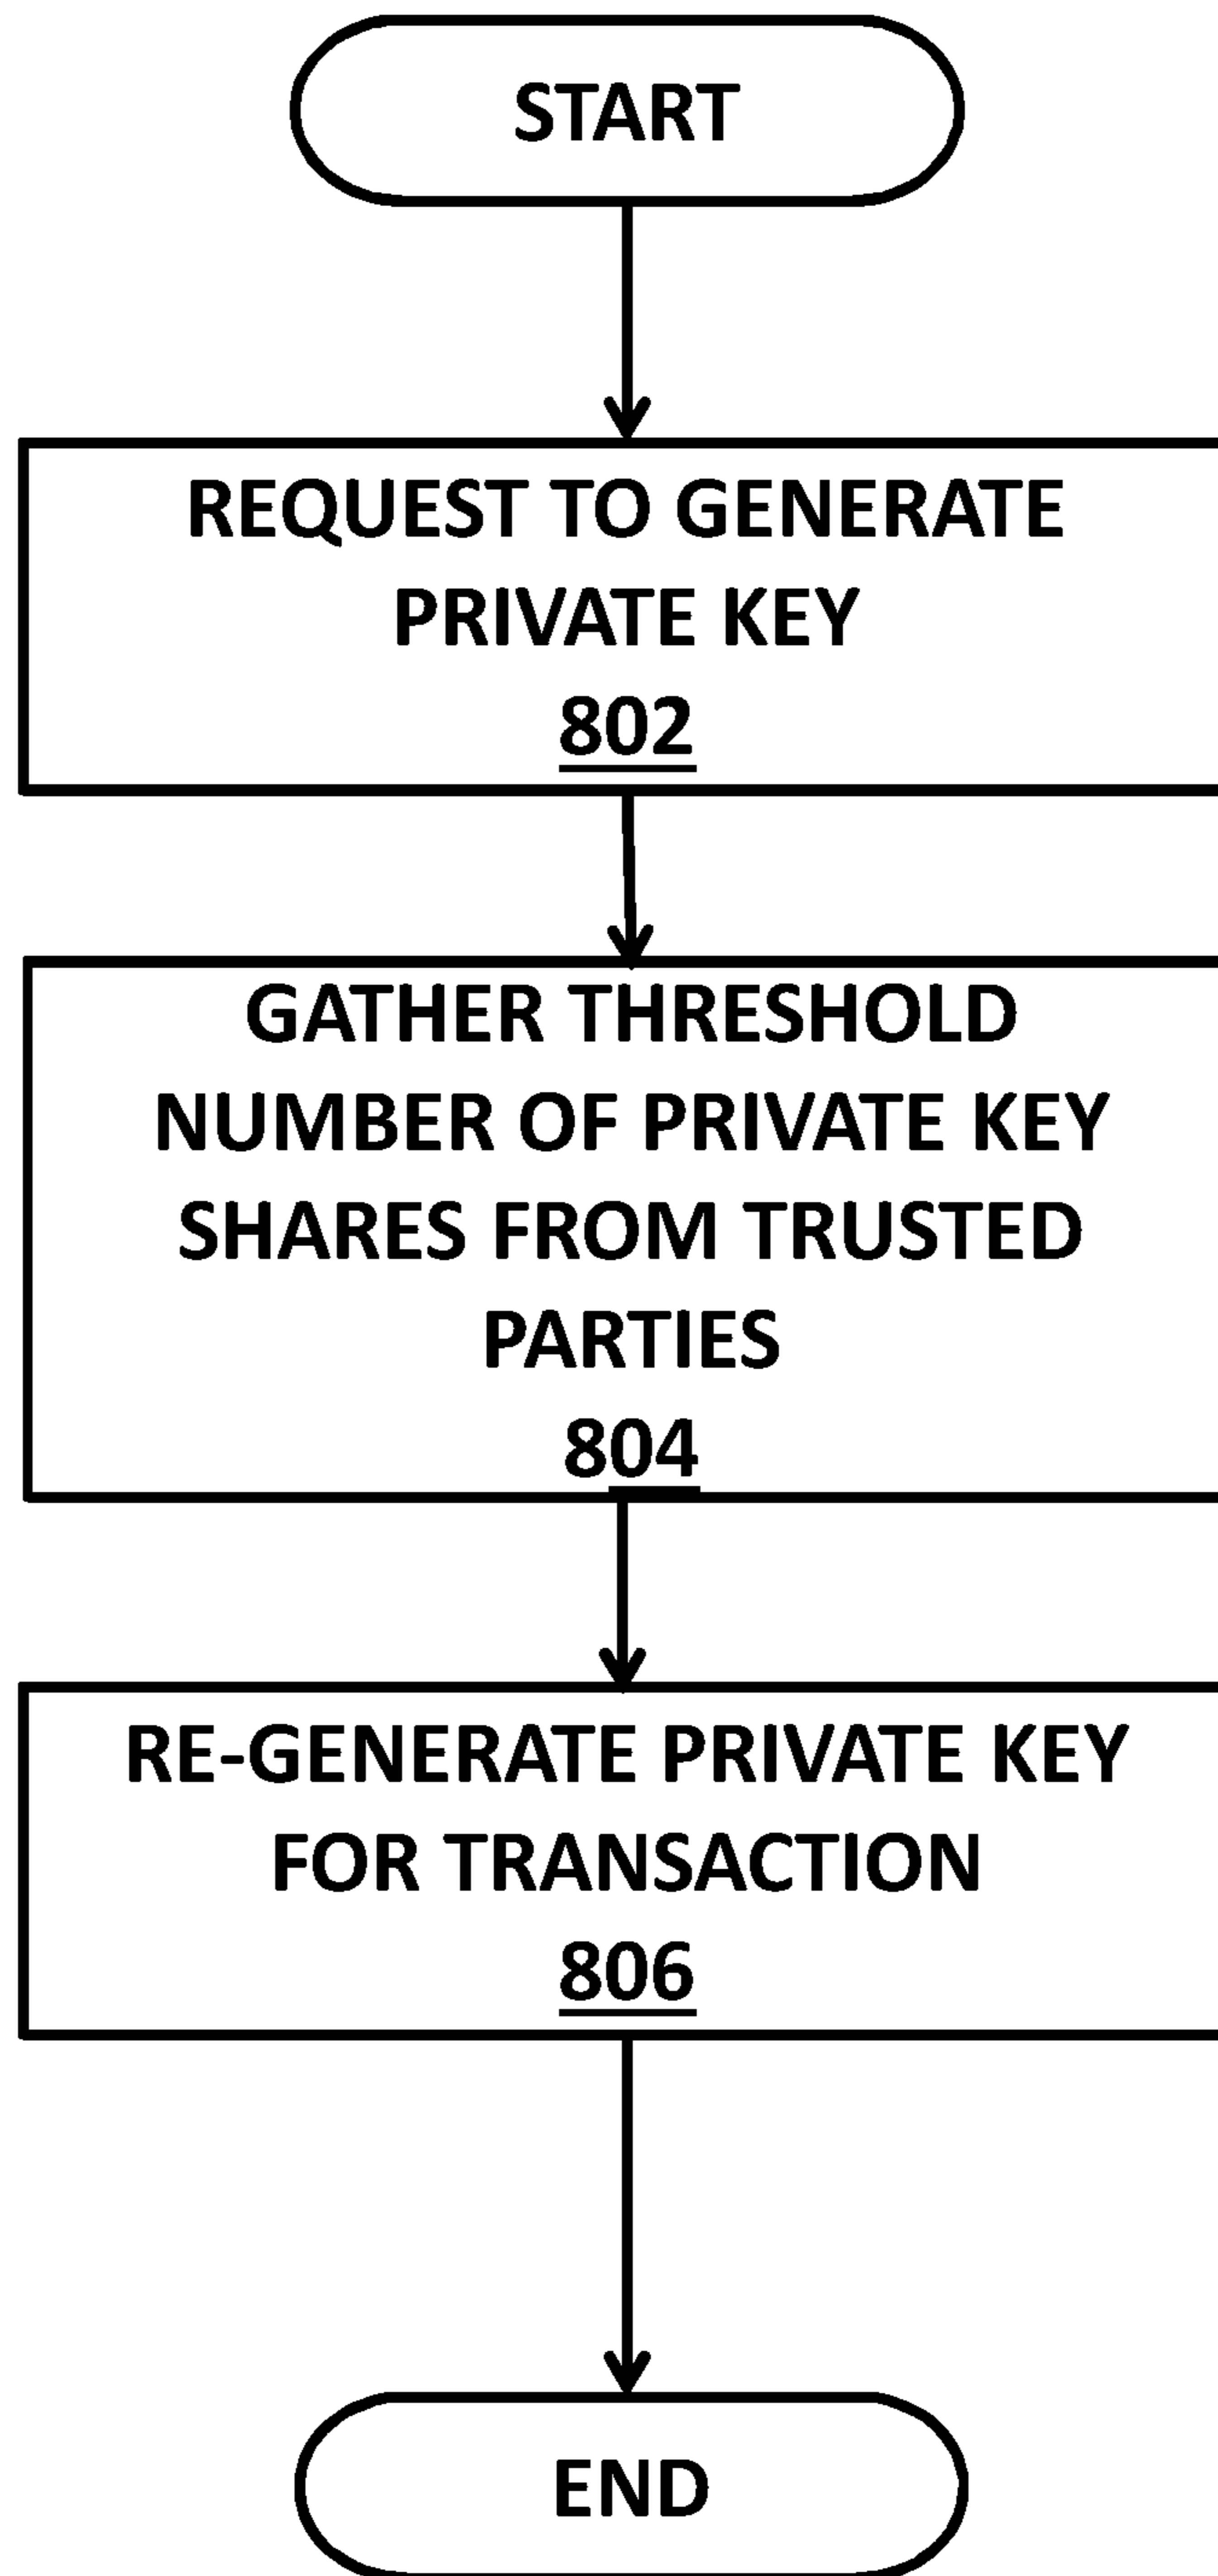 START
REQUEST TO GENERATE
PRIVATE KEY
802
GATHER THRESHOLD
NUMBER OF PRIVATE KEY
SHARES FROM TRUSTED
PARTIES
804
RE-GENERATE PRIVATE KEY
FOR TRANSACTION
806
END